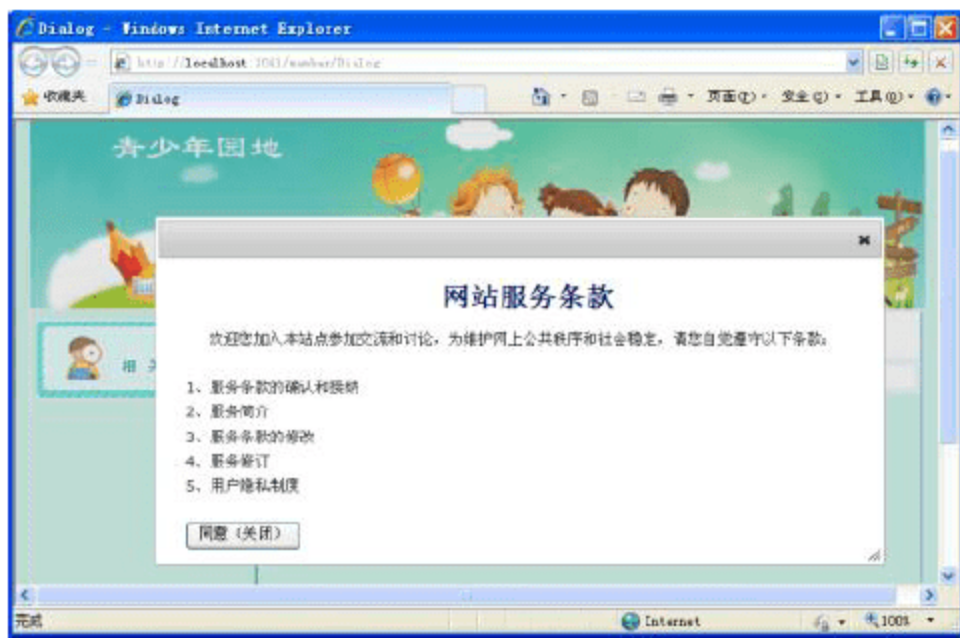 Dialog - Windows Internet Explorer
http://localhost:1041/member/Dialog
收藏夹
Dialog
页面(P)
安全(S)
工具(O)
青少年园地
网站服务条款
欢迎您加入本站点参加交流和讨论，为维护网上公共秩序和社会稳定，请您自觉遵守以下条款：
相 关
1、服务条款的确认和接纳
2、服务简介
3、服务条款的修改
4、服务修订
5、用户隐私制度
同意（关闭）
完成
Internet
100%